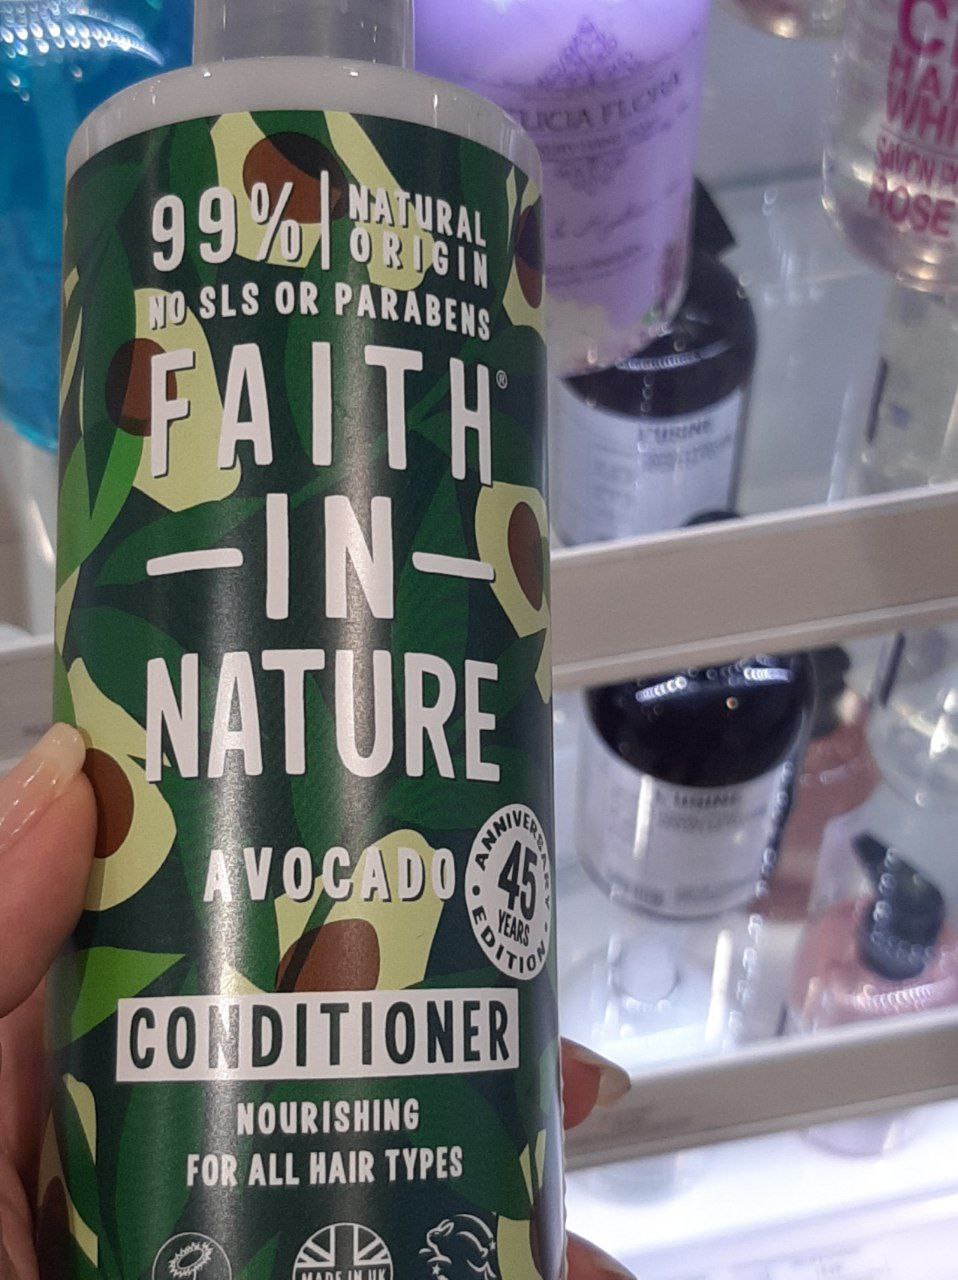 99% | NATURAL
ORIGIN
NO SLS OR PARABENS
FAITH®
—IN—
NATURE
AVOCADO
ANNIVERSARY
45
YEARS
EDITION
CONDITIONER
NOURISHING
FOR ALL HAIR TYPES
MADE IN UK
L'URINE
ROSE